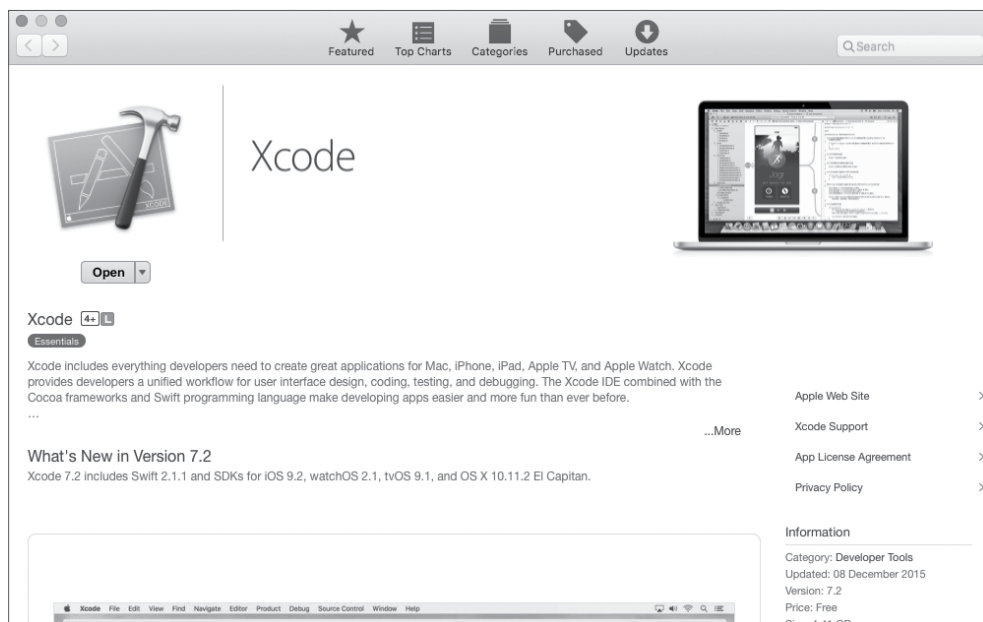 Featured
Top Charts
Categories
Purchased
Updates
Search
XCODE
Xcode
Jog!
Open
Xcode 4+ L
Essentials
Xcode includes everything developers need to create great applications for Mac, iPhone, iPad, Apple TV, and Apple Watch. Xcode
provides developers a unified workflow for user interface design, coding, testing, and debugging. The Xcode IDE combined with the
Cocoa frameworks and Swift programming language make developing apps easier and more fun than ever before.
...
...More
What's New in Version 7.2
Xcode 7.2 includes Swift 2.1.1 and SDKs for iOS 9.2, watchOS 2.1, tvOS 9.1, and OS X 10.11.2 El Capitan.
Apple Web Site
Xcode Support
App License Agreement
Privacy Policy
Information
Category: Developer Tools
Updated: 08 December 2015
Version: 7.2
Price: Free
Xcode File Edit View Find Navigate Editor Product Debug Source Control Window Help